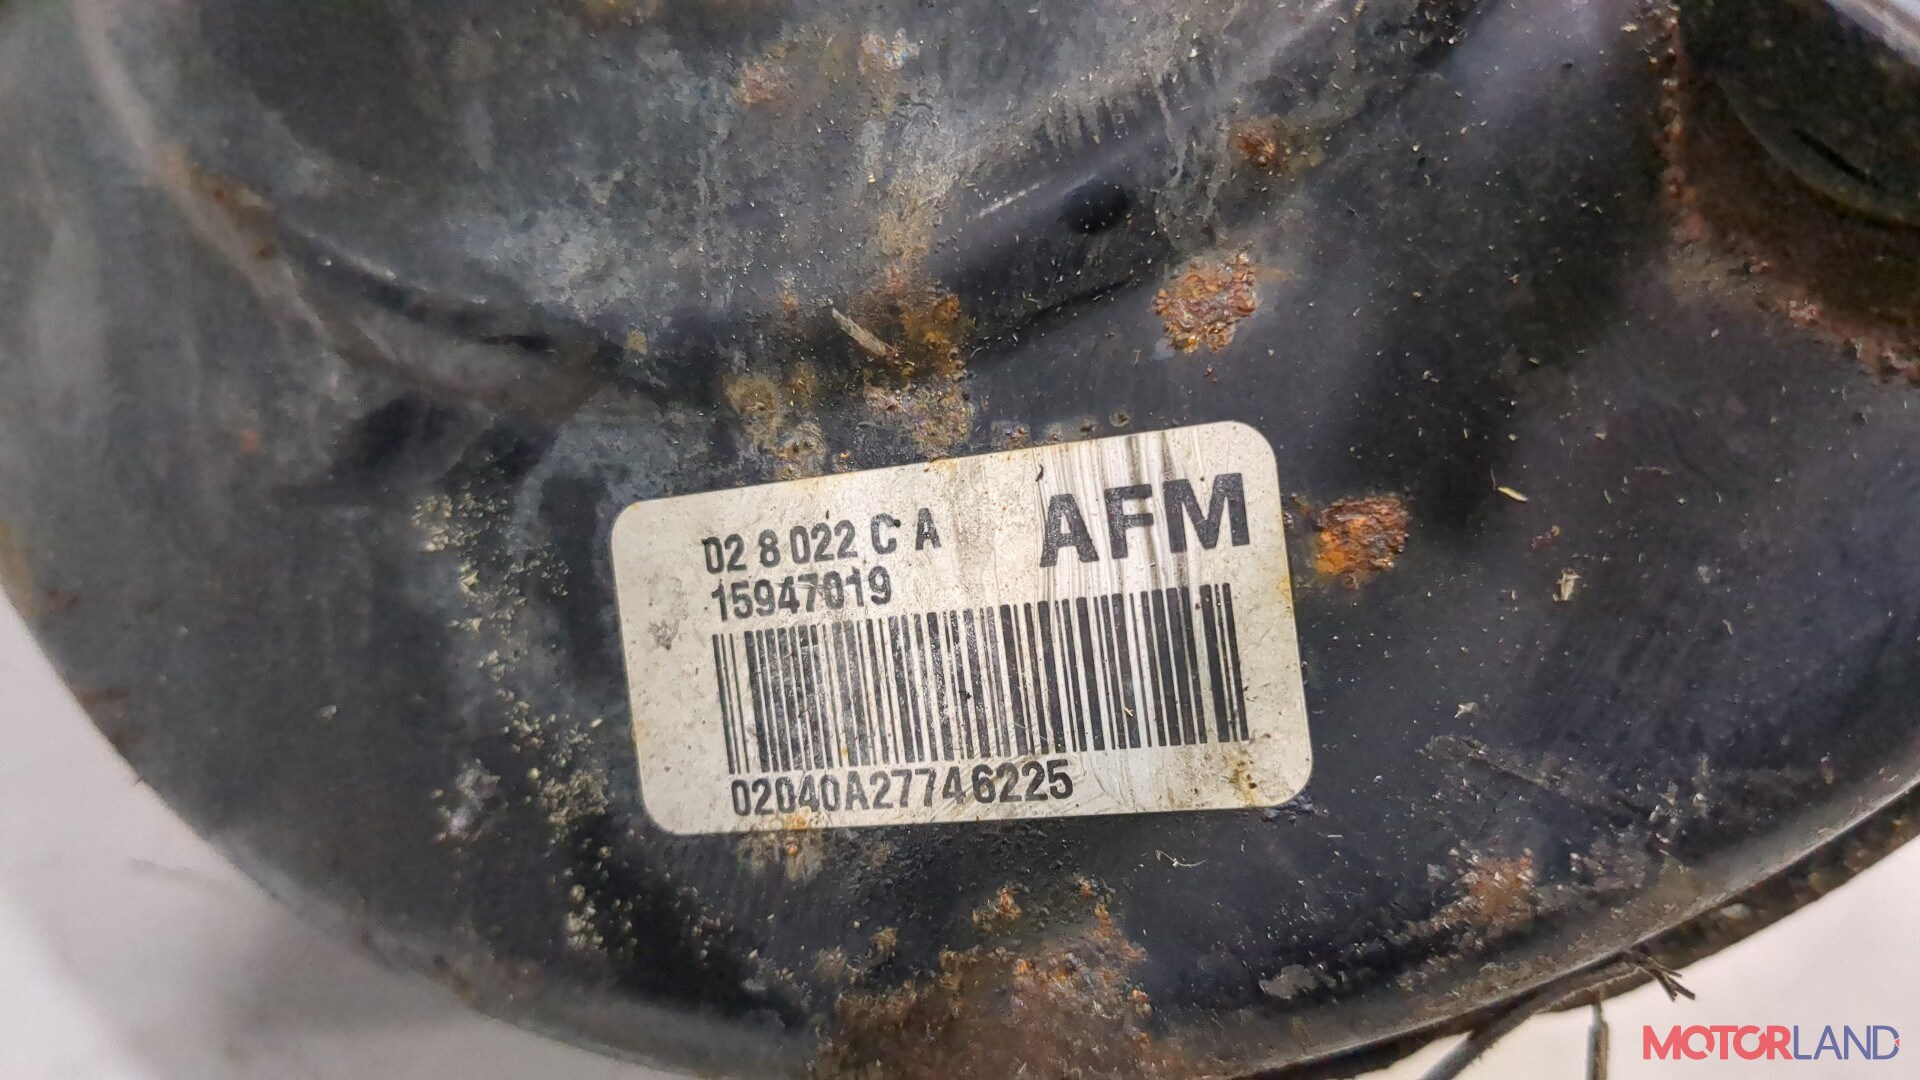 02 8 022 C A AFM
15947019
02040A27746225
MOTORLAND